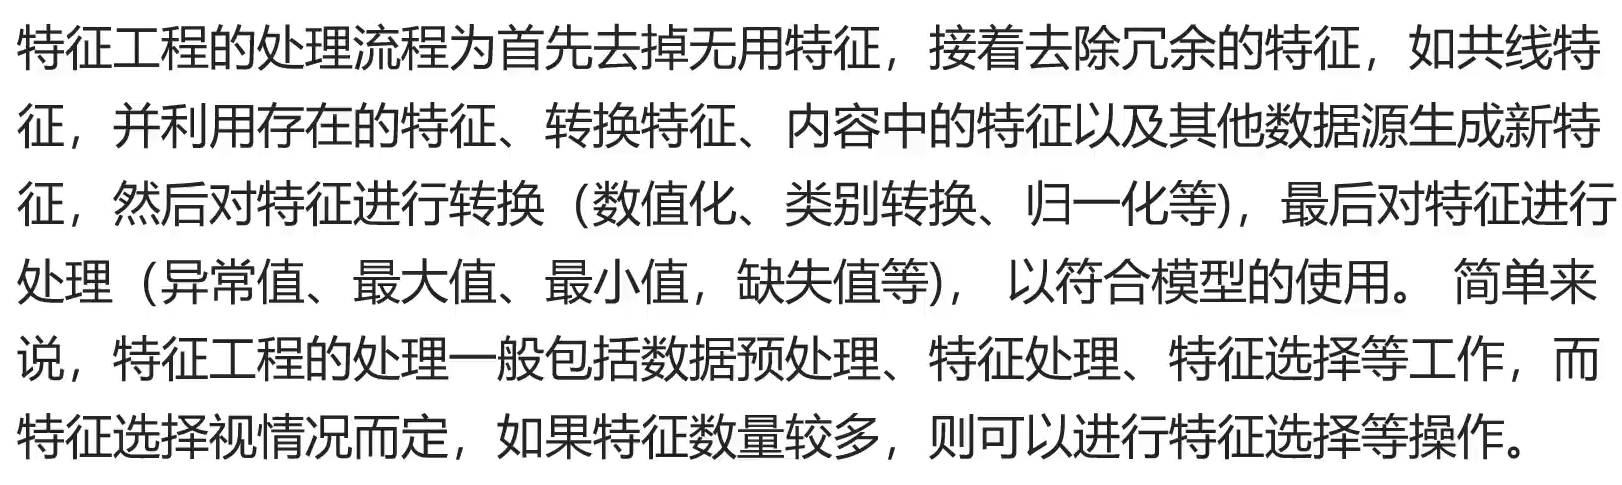 特征工程的处理流程为首先去掉无用特征，接着去除冗余的特征，如共线特
征，并利用存在的特征、转换特征、内容中的特征以及其他数据源生成新特
征，然后对特征进行转换（数值化、类别转换、归一化等)，最后对特征进行
处理（异常值、最大值、最小值，缺失值等)， 以符合模型的使用。 简单来
说，特征工程的处理一般包括数据预处理、特征处理、特征选择等工作，而
特征选择视情况而定，如果特征数量较多，则可以进行特征选择等操作。